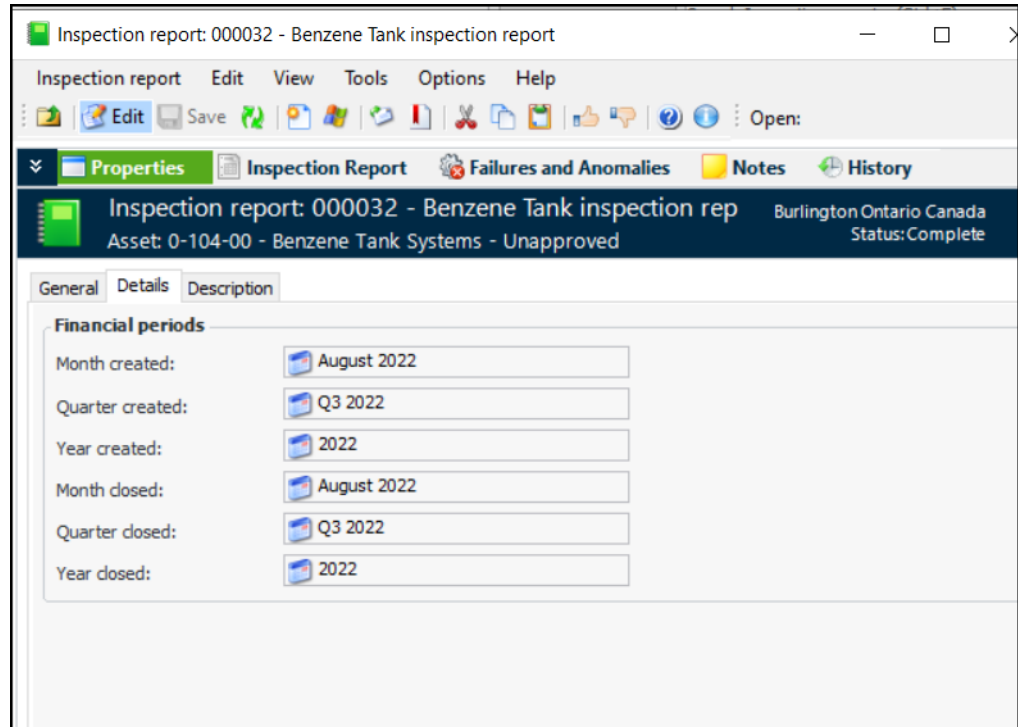 Inspection report: 000032 - Benzene Tank inspection report
Inspection report Edit View Tools Options Help
Edit Save Open:
Properties Inspection Report Failures and Anomalies Notes History
Inspection report: 000032 - Benzene Tank inspection rep Burlington Ontario Canada
Asset: 0-104-00 - Benzene Tank Systems - Unapproved Status:Complete
General Details Description
Financial periods
Month created: August 2022
Quarter created: Q3 2022
Year created: 2022
Month closed: August 2022
Quarter closed: Q3 2022
Year closed: 2022